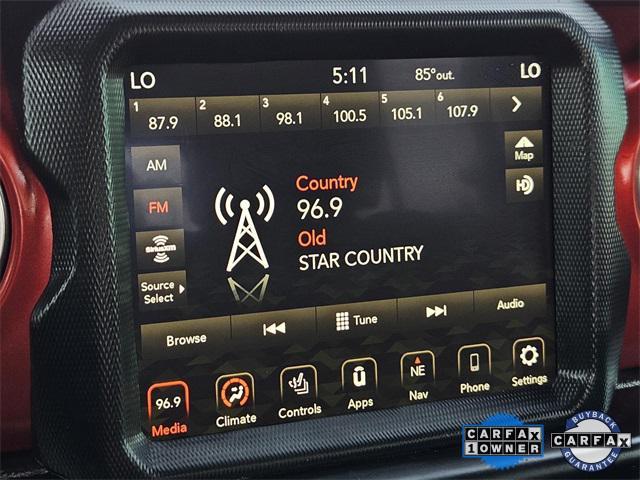 LO 5:11 85°out. LO
1 87.9 2 88.1 3 98.1 4 100.5 5 105.1 6 107.9
AM
FM
SiriusXM
Source
Select
Country
96.9
Old
STAR COUNTRY
Map
HD
Browse Tune Audio
96.9
Media
Climate
Controls
Apps
NE
Nav
Phone
Settings
CARFAX
1 OWNER
BUYBACK
CARFAX
GUARANTEE